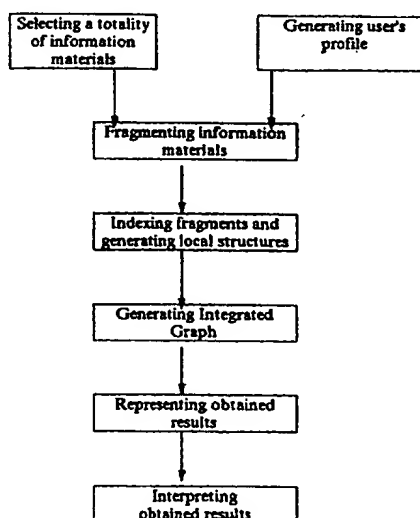 Selecting a totality
of information
materials
Generating user's
profile
Fragmenting information
materials
Indexing fragments and
generating local structures
Generating Integrated
Graph
Representing obtained
results
Interpreting
obtained results